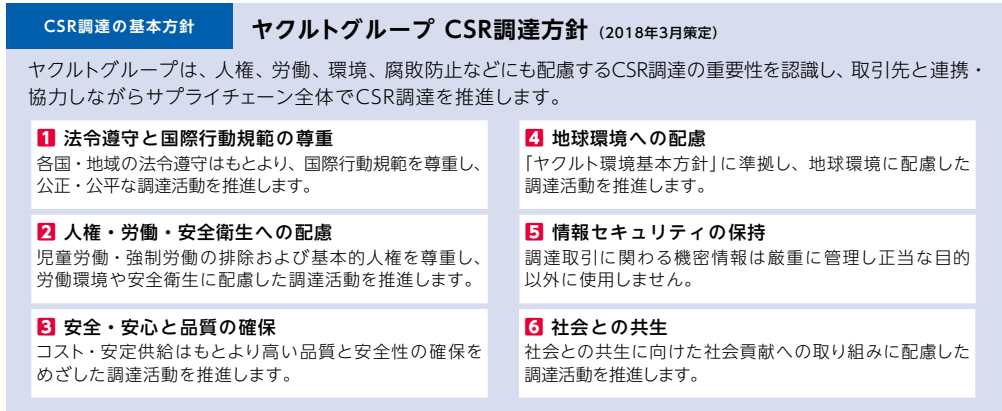 CSR調達の基本方針
ヤクルトグループ CSR調達方針 (2018年3月策定)
ヤクルトグループは、人権、労働、環境、腐敗防止などにも配慮するCSR調達の重要性を認識し、取引先と連携・
協力しながらサプライチェーン全体でCSR調達を推進します。
1 法令遵守と国際行動規範の尊重
各国・地域の法令遵守はもとより、国際行動規範を尊重し、
公正・公平な調達活動を推進します。
2 人権・労働・安全衛生への配慮
児童労働・強制労働の排除および基本的人権を尊重し、
労働環境や安全衛生に配慮した調達活動を推進します。
3 安全・安心と品質の確保
コスト・安定供給はもとより高い品質と安全性の確保を
めざした調達活動を推進します。
4 地球環境への配慮
「ヤクルト環境基本方針」に準拠し、地球環境に配慮した
調達活動を推進します。
5 情報セキュリティの保持
調達取引に関わる機密情報は厳重に管理し正当な目的
以外に使用しません。
6 社会との共生
社会との共生に向けた社会貢献への取り組みに配慮した
調達活動を推進します。